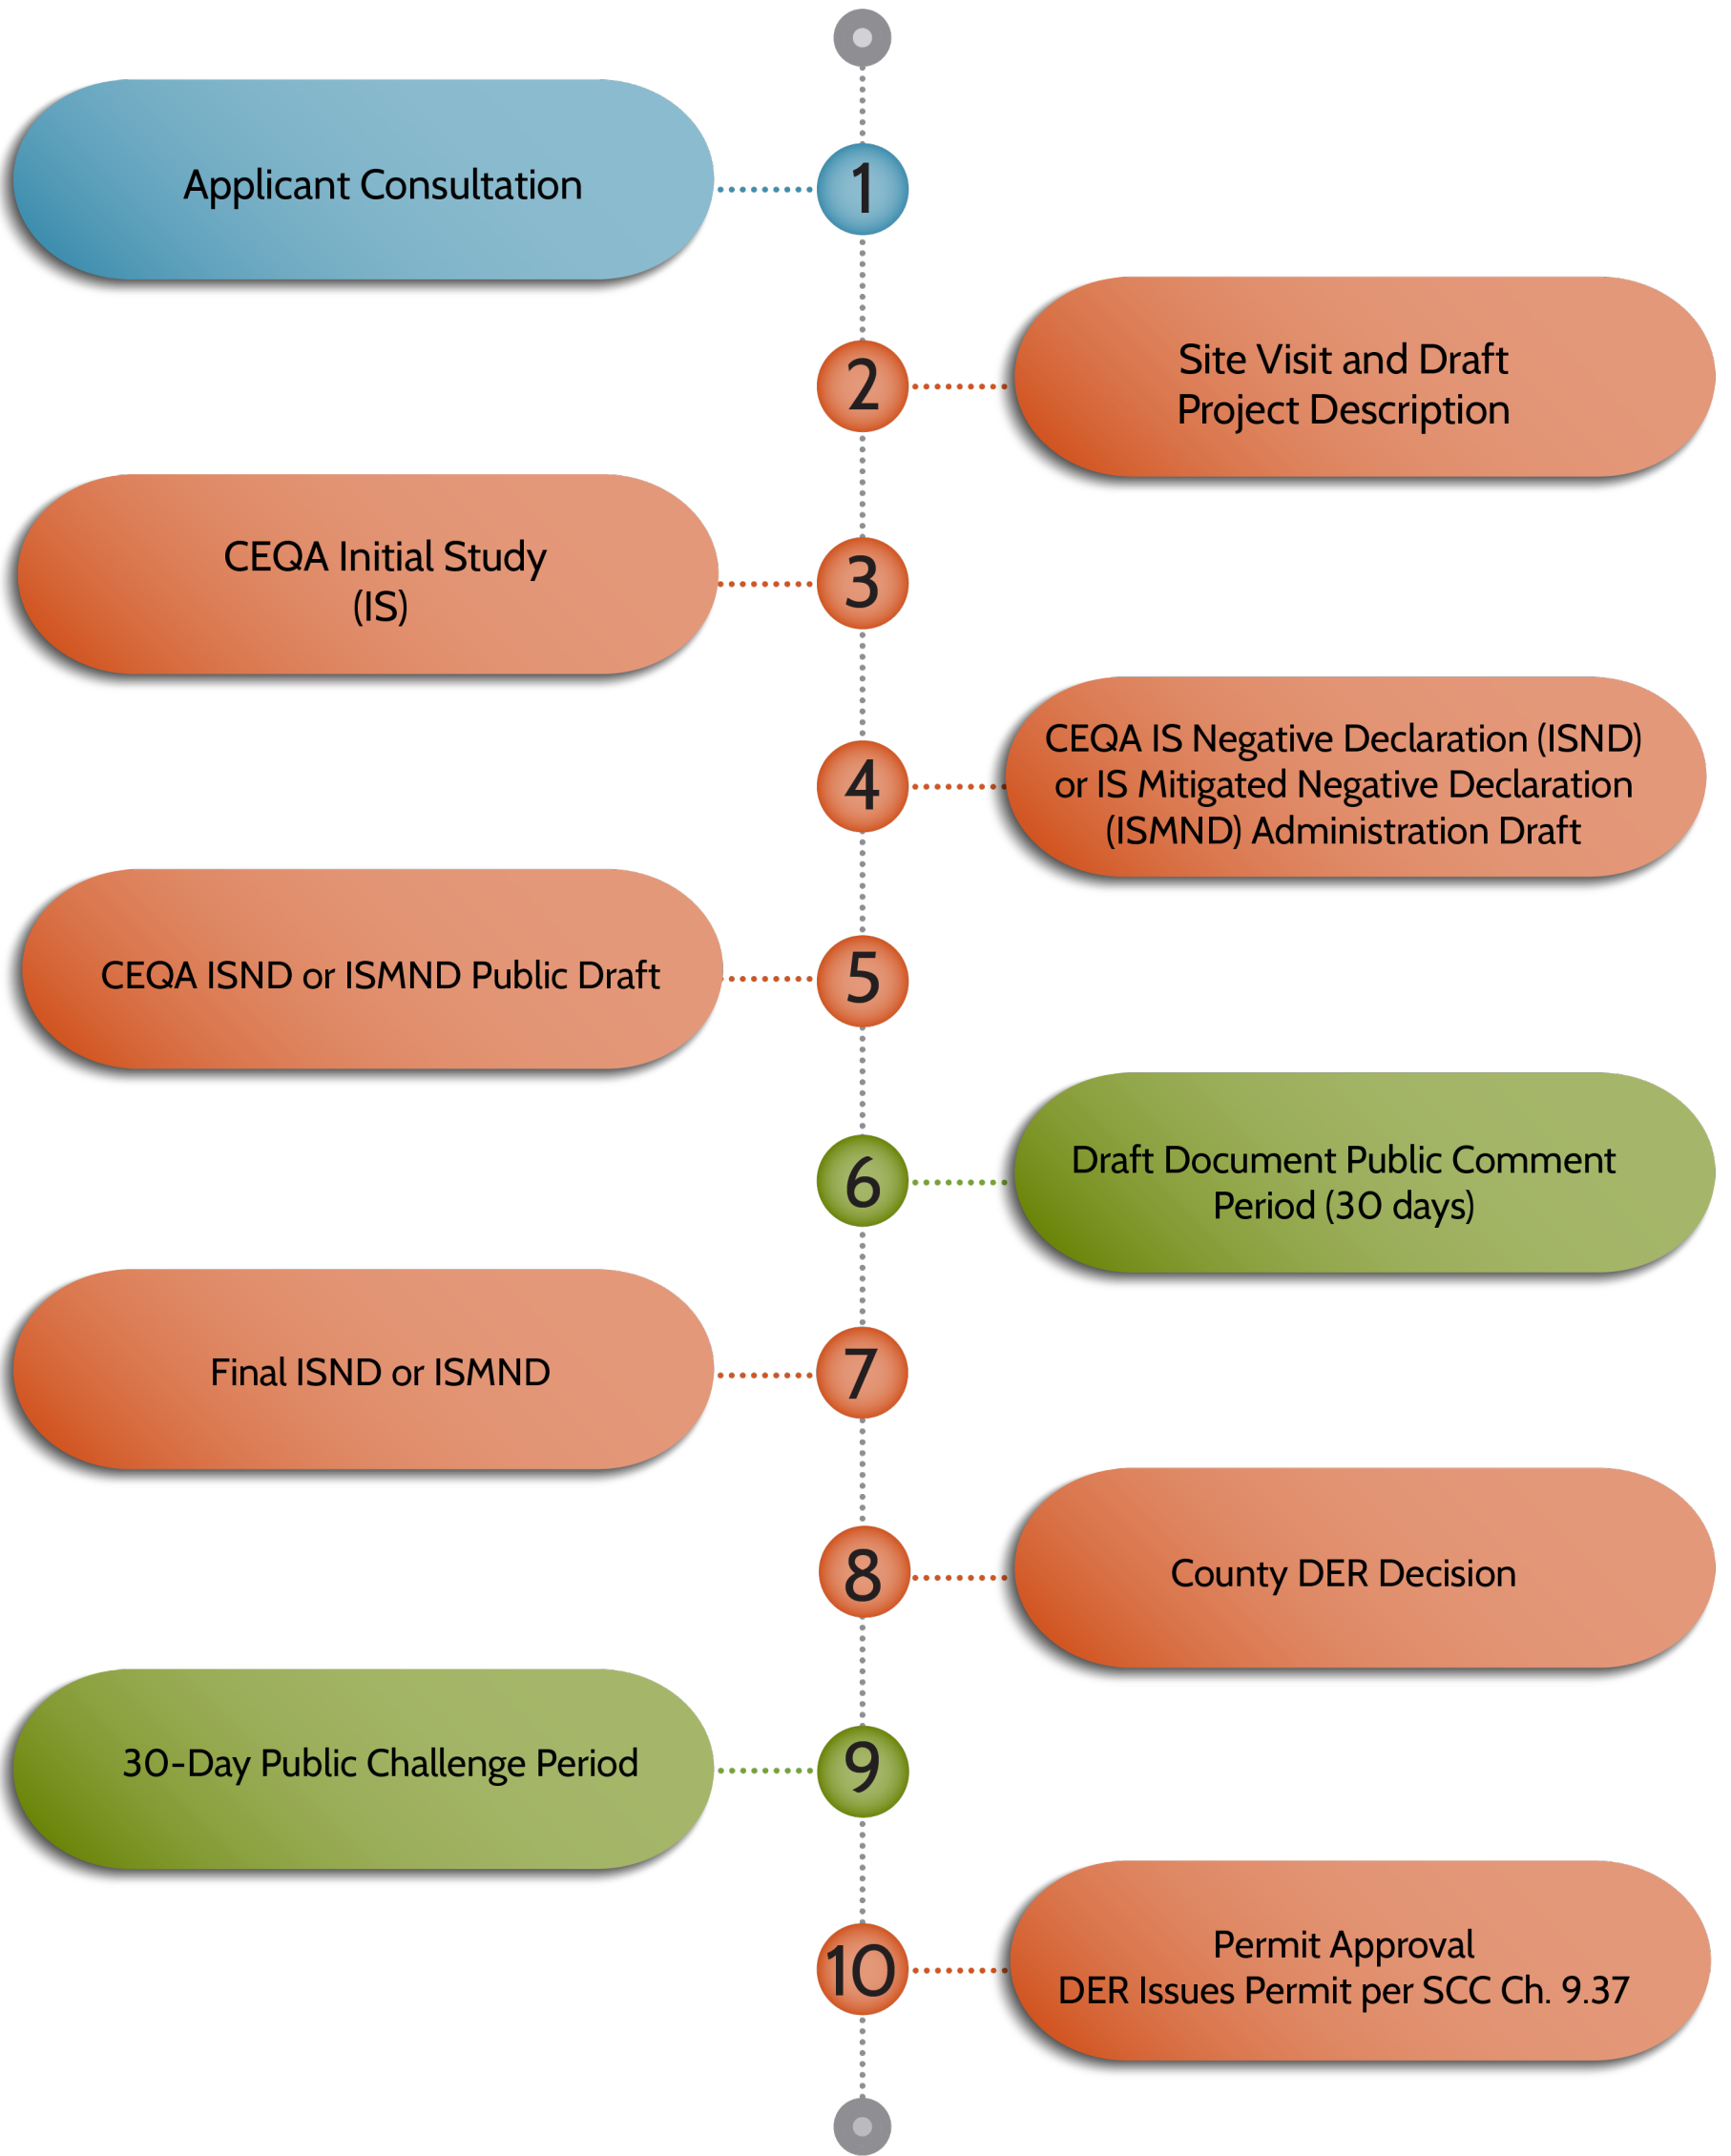 Applicant Consultation
1
2
Site Visit and Draft
Project Description
CEQA Initial Study
(IS)
3
4
CEQA IS Negative Declaration (ISND)
or IS Mitigated Negative Declaration
(ISMND) Administration Draft
CEQA ISND or ISMND Public Draft
5
6
Draft Document Public Comment
Period (30 days)
Final ISND or ISMND
7
8
County DER Decision
30-Day Public Challenge Period
9
10
Permit Approval
DER Issues Permit per SCC Ch. 9.37